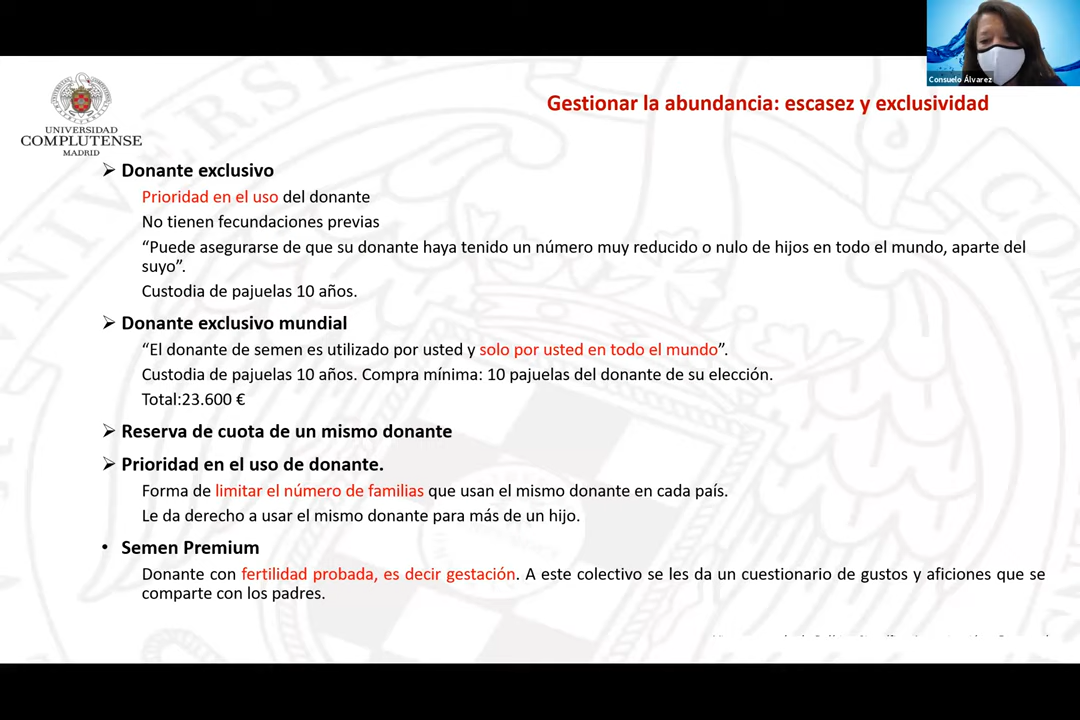 Consuelo Álvarez
UNIVERSIDAD
COMPLUTENSE
MADRID
Gestionar la abundancia: escasez y exclusividad
➢ Donante exclusivo
Prioridad en el uso del donante
No tienen fecundaciones previas
“Puede asegurarse de que su donante haya tenido un número muy reducido o nulo de hijos en todo el mundo, aparte del
suyo”.
Custodia de pajuelas 10 años.
➢ Donante exclusivo mundial
“El donante de semen es utilizado por usted y solo por usted en todo el mundo”.
Custodia de pajuelas 10 años. Compra mínima: 10 pajuelas del donante de su elección.
Total:23.600 €
➢ Reserva de cuota de un mismo donante
➢ Prioridad en el uso de donante.
Forma de limitar el número de familias que usan el mismo donante en cada país.
Le da derecho a usar el mismo donante para más de un hijo.
• Semen Premium
Donante con fertilidad probada, es decir gestación. A este colectivo se les da un cuestionario de gustos y aficiones que se
comparte con los padres.